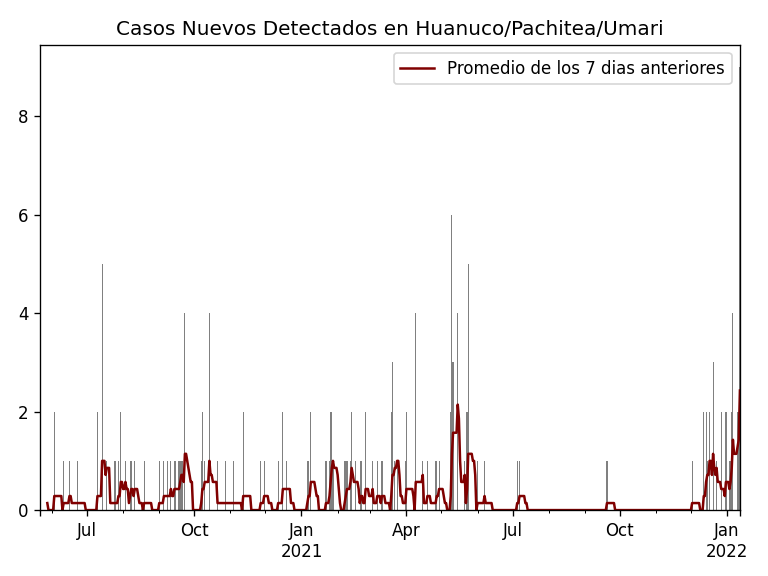 Casos Nuevos Detectados en Huanuco/Pachitea/Umari
Promedio de los 7 dias anteriores
8
6
4
2
0
Jul Oct Jan Apr Jul Oct Jan
2021 2022